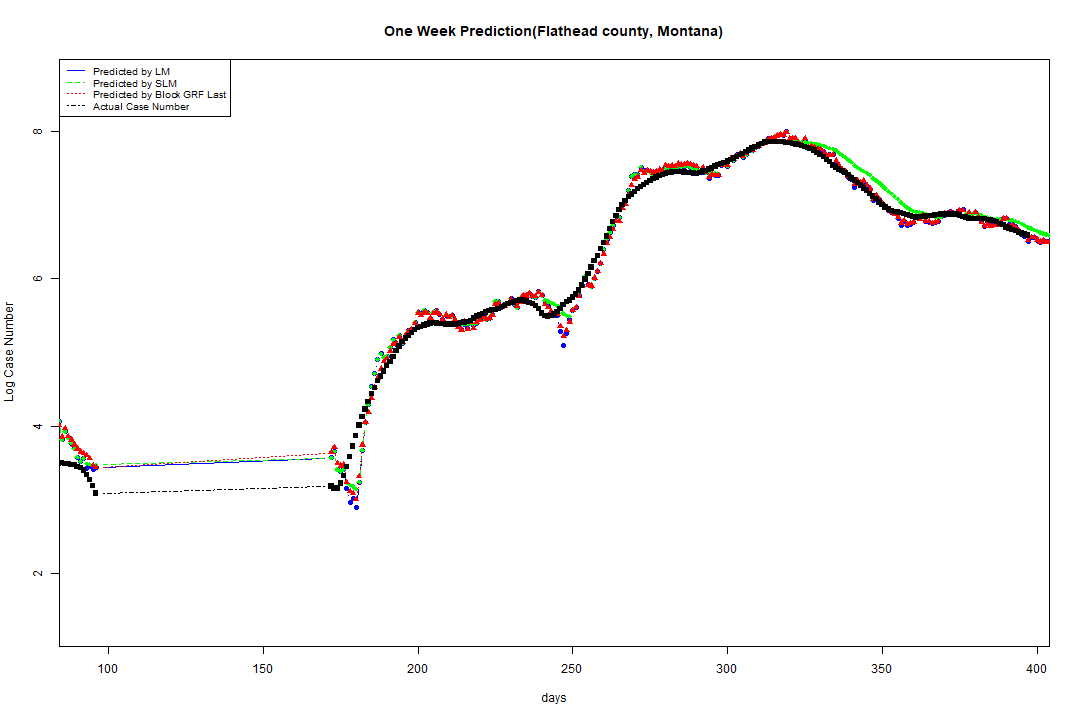 One Week Prediction(Flathead county, Montana)
Predicted by LM
Predicted by SLM
Predicted by Block GRF Last
Actual Case Number
Log Case Number
8
6
4
2
100 150 200 250 300 350 400
days